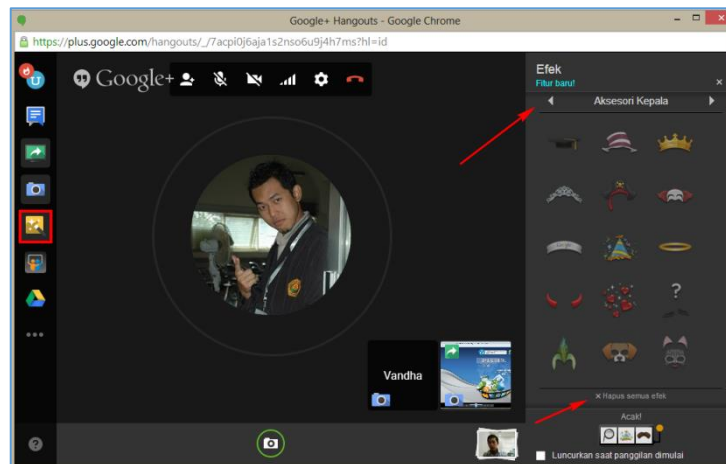 Google+ Hangouts - Google Chrome
https://plus.google.com/hangouts/_/7acpi0j6aja1s2nso6u9j4h7ms?hl=id
Google+
Efek
Fitur baru!
Aksesori Kepala
?
Vandha
Hapus semua efek
Acak!
Luncurkan saat panggilan dimulai